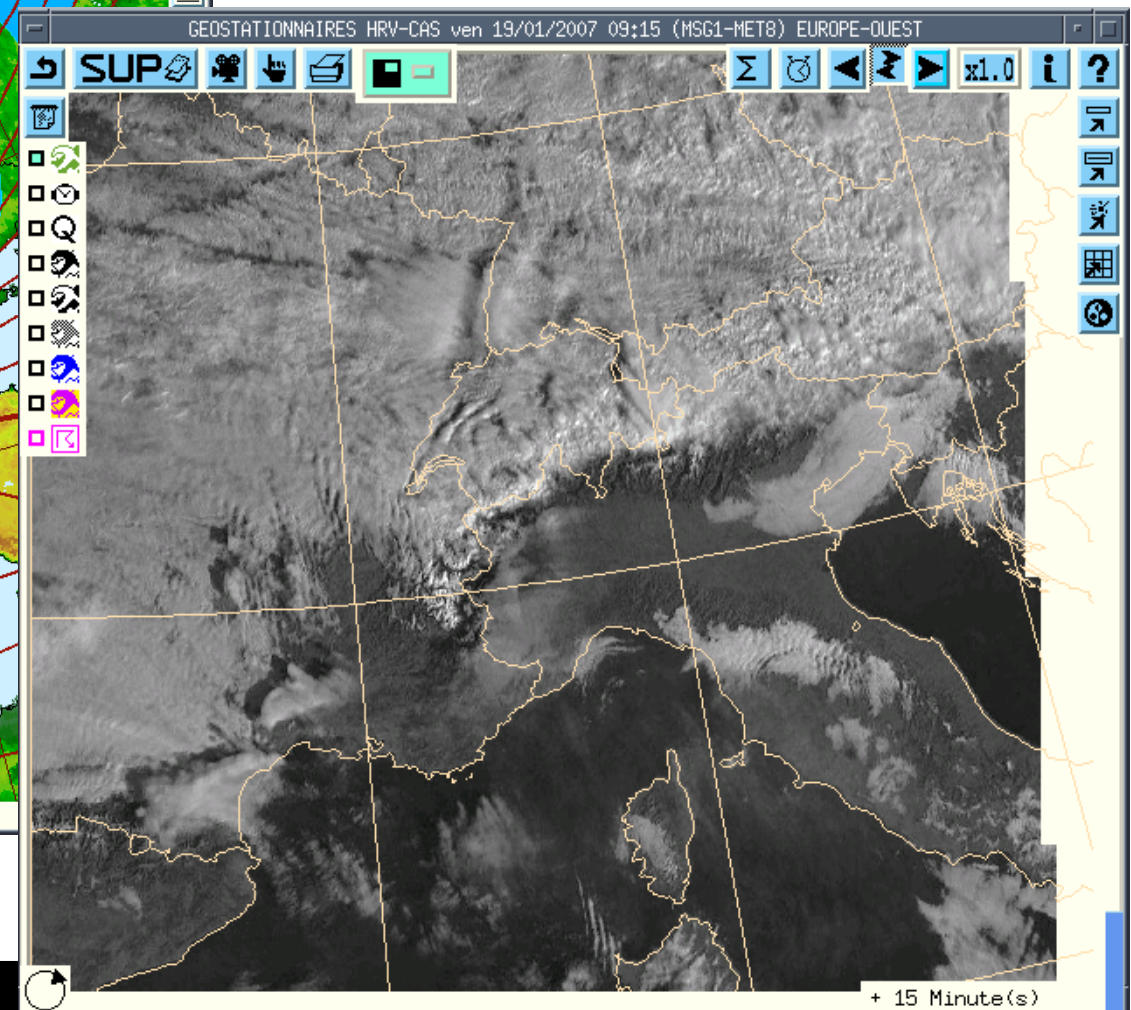 GEOSTATIONNAIRES HRV-CAS ven 19/01/2007 09:15 (MSG1-MET8) EUROPE-OUEST
SUP
Σ
x1.0
i
?
Q
+ 15 Minute(s)